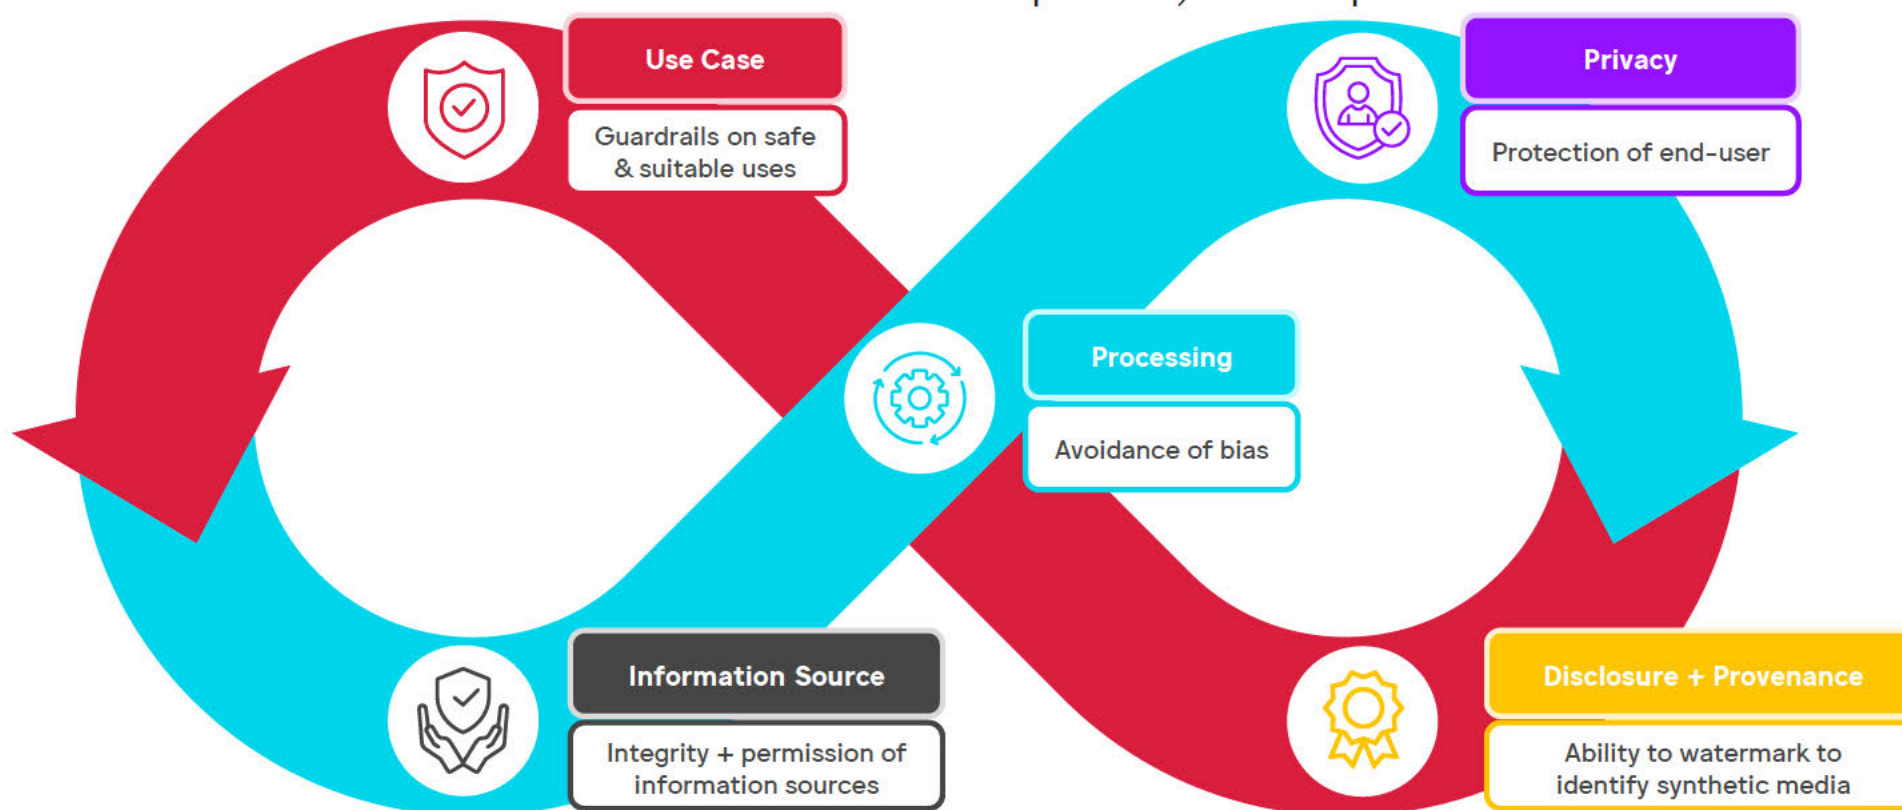 Use Case
Guardrails on safe
& suitable uses
Privacy
Protection of end-user
Processing
Avoidance of bias
Information Source
Integrity + permission of
information sources
Disclosure + Provenance
Ability to watermark to
identify synthetic media